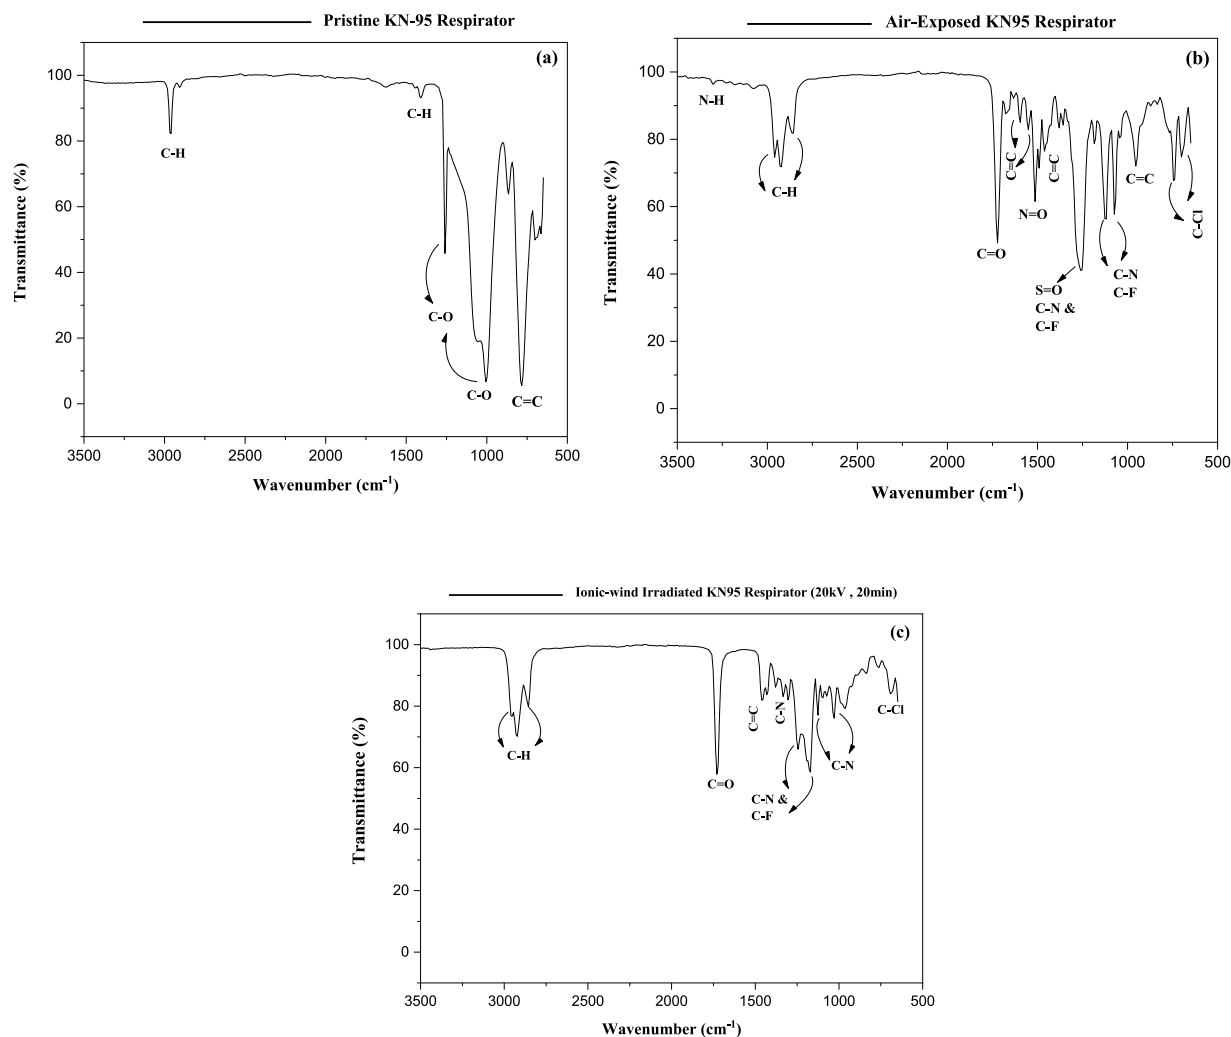 Pristine KN-95 Respirator
(a)
100
80
60
40
20
0
C-H
C-H
C-O
C-O
C=C
3500 3000 2500 2000 1500 1000 500
Transmittance (%)
Wavenumber (cm⁻¹)
Air-Exposed KN95 Respirator
(b)
100
80
60
40
20
0
N-H
C-H
C=O
C=C
N=O
C=C
S=O
C-N &
C-F
C-N
C-F
C=C
C-Cl
3500 3000 2500 2000 1500 1000 500
Transmittance (%)
Wavenumber (cm⁻¹)
Ionic-wind Irradiated KN95 Respirator (20kV , 20min)
(c)
100
80
60
40
20
0
C-H
C=O
C=C
C-N
C-N &
C-F
C-N
C-Cl
3500 3000 2500 2000 1500 1000 500
Transmittance (%)
Wavenumber (cm⁻¹)